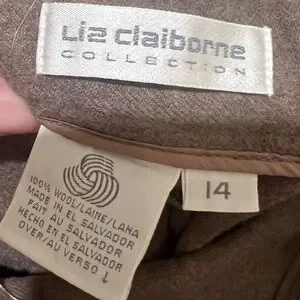 Liz claiborne
COLLECTION
100% WOOL/LAINE/LANA
MADE IN EL SALVADOR
FAIT AU SALVADOR
HECHO EN EL SALVADOR
OVER/AU VERSO ↓
14